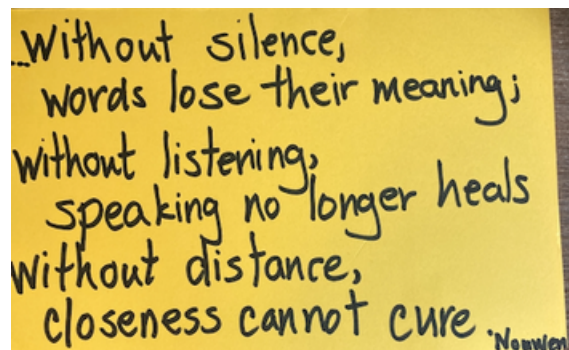 ...Without silence,
words lose their meaning;
without listening,
speaking no longer heals
without distance,
closeness cannot cure.
·Nouwen